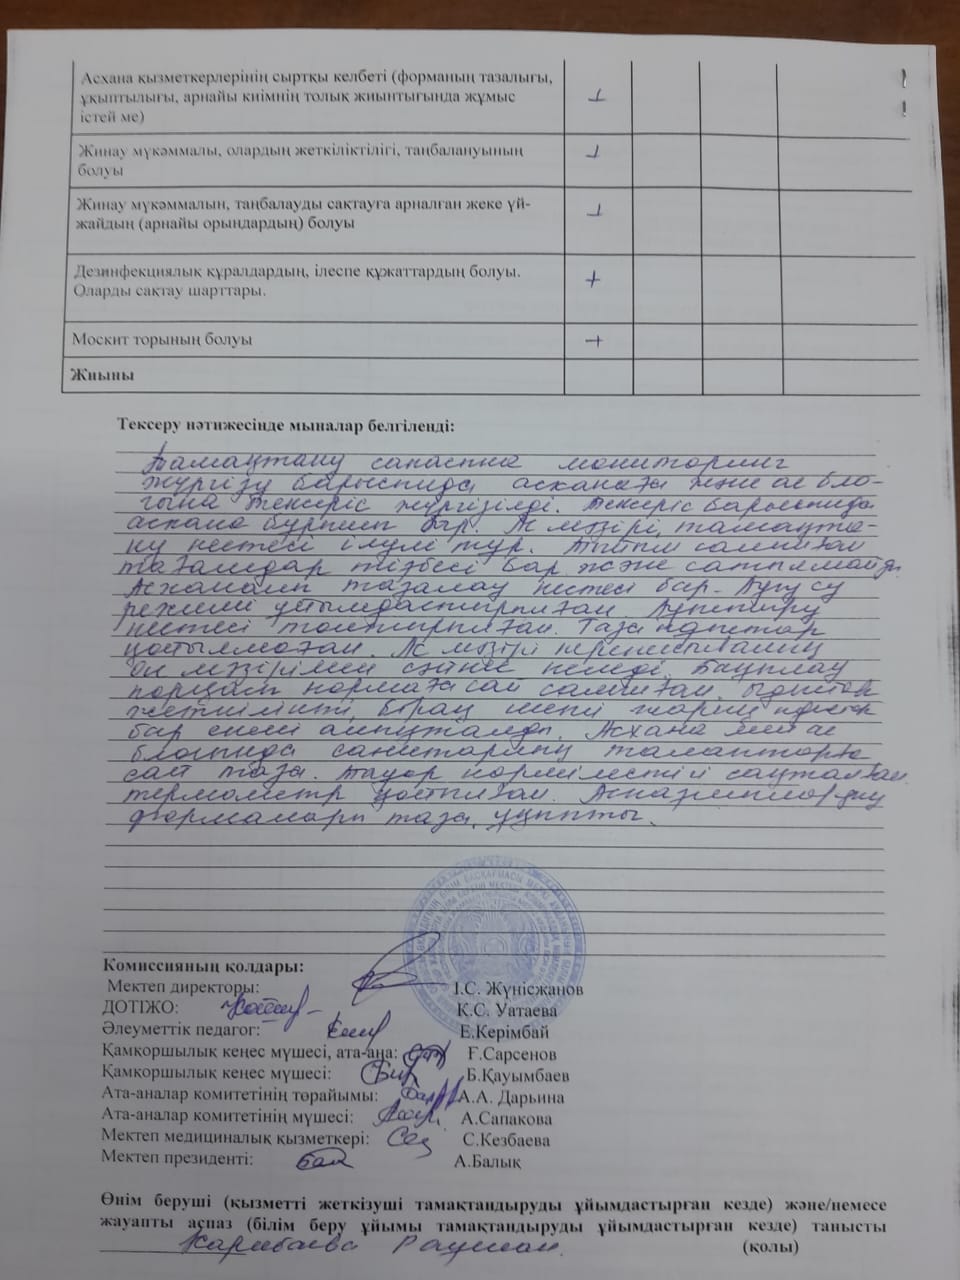 Асхана қызметкерлерінің сыртқы келбеті (форманың тазалығы,
ұқыптылығы, арнайы киімнің толық жиынтығында жұмыс
істей ме)
+
Жинау мүкәммалы, олардың жеткіліктілігі, таңбалануының
болуы
+
Жинау мүкәммалын, таңбалауды сақтауға арналған жеке үй-
жайдың (арнайы орындардың) болуы
+
Дезинфекциялық құралдардың, ілеспе құжаттардың болуы.
Оларды сақтау шарттары.
+
Москит торының болуы
+
Жиыны
Тексеру нәтижесінде мыналар белгіленді:
Тамақтану сапасына мониторинг
жүргізу барысында асханаға және ас бло-
гына тексеріс жүргізілді. Тексеріс барысында
асхана бұрышы бар. Ас мәзірі, тамақта-
ну кестесі ілулі тұр. Тыйым салынған
тағамдар тізбесі бар және сатылмайды.
Асхананы тазалау кестесі бар. Ауыз су
режимі ұйымдастырылған.
кестесі толтырылған. Таза
қойылмаған. Ас мәзірі перспективалық
ас мәзірімен сәйкес келеді. Бақылау
порция нормаға сай салынған. Ыдыстар
жеткілікті, бірақ шеті
бар екені анықталды. Асхана мен ас
блогында санитарлық талаптарға
сай таза. Тауар көршілестігі сақталған.
термометр қойылған. Аспазшылардың
формалары таза, ұқыпты.
Комиссияның қолдары:
Мектеп директоры: І.С. Жүнісжанов
ДОТІЖО: К.С. Уатаева
Әлеуметтік педагог: Е.Керімбай
Қамқоршылық кеңес мүшесі, ата-ана: Ғ.Сарсенов
Қамқоршылық кеңес мүшесі: Б.Қауымбаев
Ата-аналар комитетінің төрайымы: А.А. Дарьина
Ата-аналар комитетінің мүшесі: А.Сапакова
Мектеп медициналық қызметкері: С.Кезбаева
Мектеп президенті: А.Балық
Өнім беруші (қызметті жеткізуші тамақтандыруды ұйымдастырған кезде) және/немесе
жауапты аспаз (білім беру ұйымы тамақтандыруды ұйымдастырған кезде) танысты
Карибаева Раушан. (қолы)